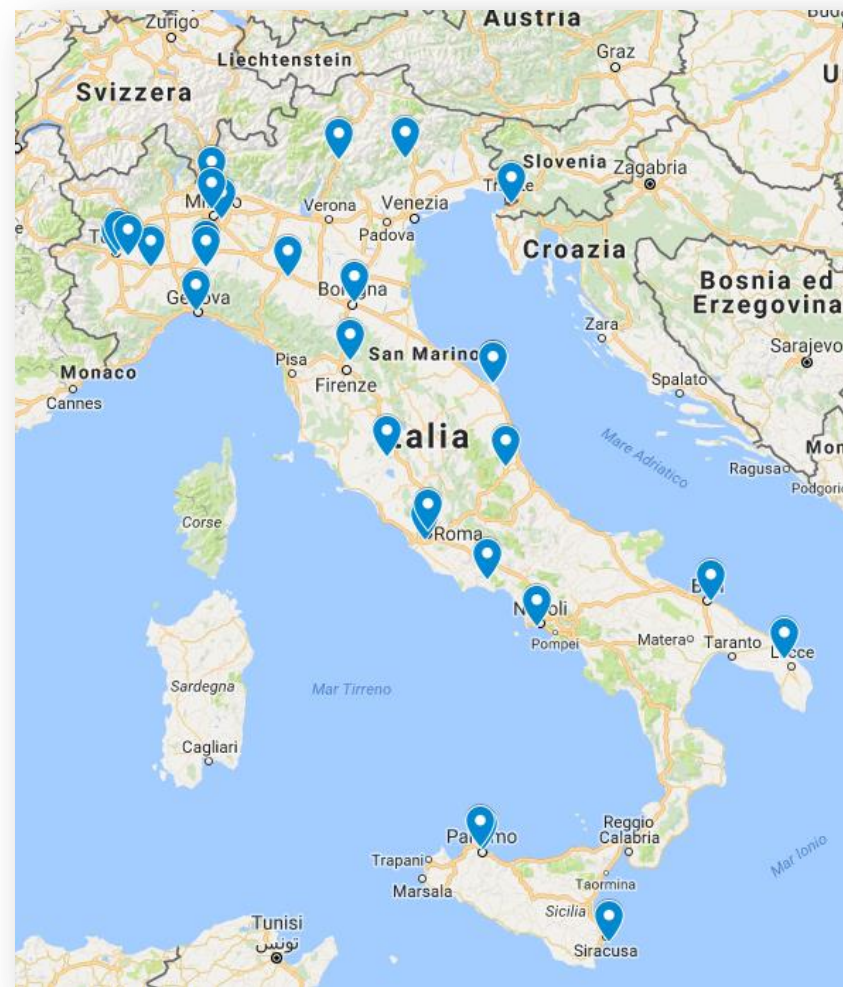 Austria
Zurigo
Graz
Liechtenstein
Svizzera
Slovenia
Zagabria
Verona
Venezia
Padova
Croazia
Bosnia ed
Erzegovina
Genova
Zara
Sarajevo
Pisa
San Marino
Monaco
Firenze
Spalato
Cannes
Mare Adriatico
Ragusa
Podgoric
Corse
Roma
Pompei
Matera
Taranto
Sardegna
Mar Tirreno
Cagliari
Reggio
Calabria
Trapani
Mar Ionio
Marsala
Taormina
Sicilia
Tunisi
تونس
Siracusa